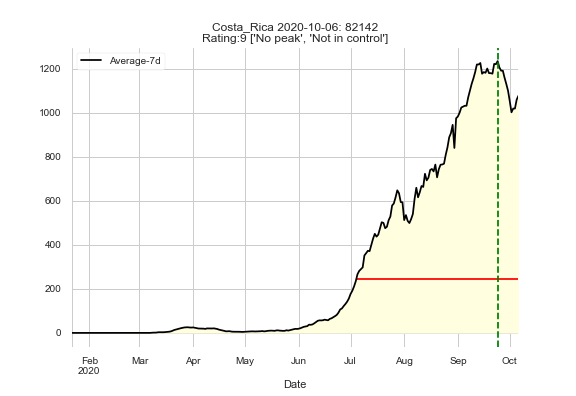 Costa_Rica 2020-10-06: 82142
Rating:9 ['No peak', 'Not in control']
Average-7d
1200
1000
800
600
400
200
0
Feb Mar Apr May Jun Jul Aug Sep Oct
2020
Date